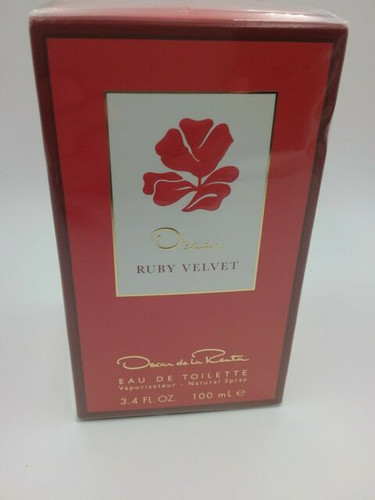 Oscar
RUBY VELVET
Oscar de la Renta
EAU DE TOILETTE
Vaporisateur - Natural Spray
3.4 FL. OZ. 100 mL ℮